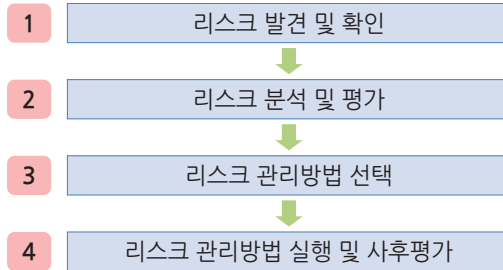 1 리스크 발견 및 확인
2 리스크 분석 및 평가
3 리스크 관리방법 선택
4 리스크 관리방법 실행 및 사후평가